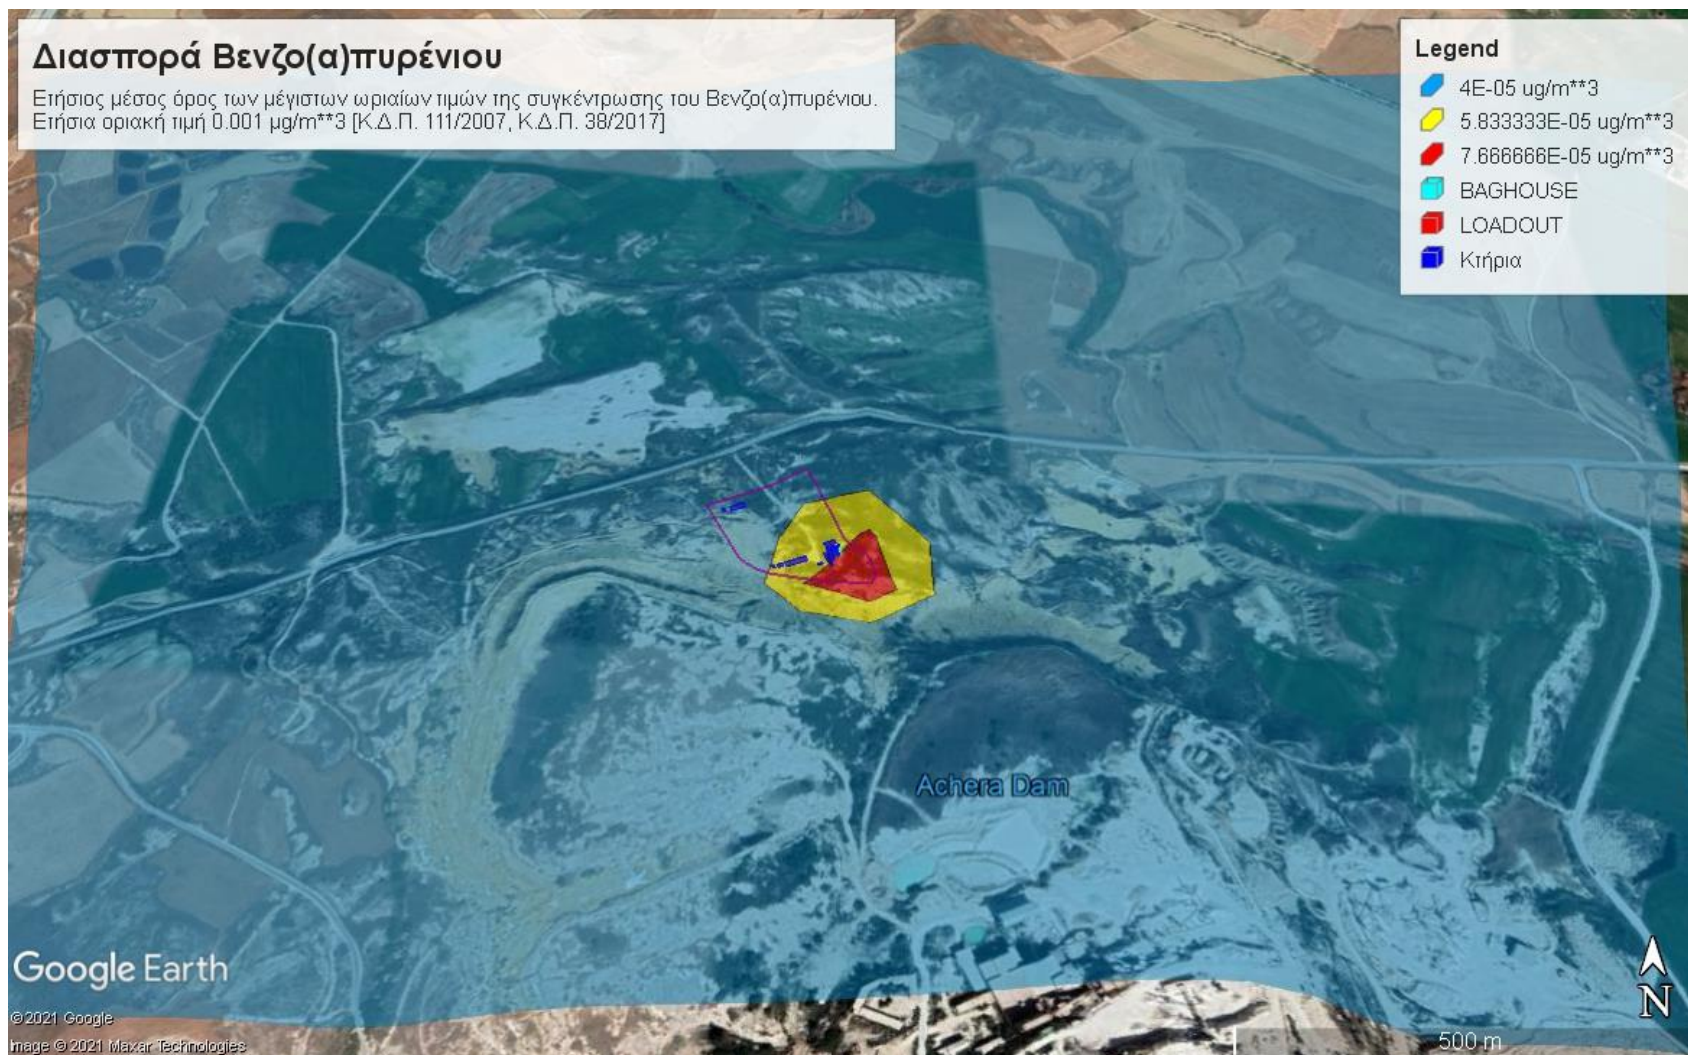 Διασπορά Βενζο(α)πυρένιου
Ετήσιος μέσος όρος των μέγιστων ωριαίων τιμών της συγκέντρωσης του Βενζο(α)πυρένιου.
Ετήσια οριακή τιμή 0.001 μg/m**3 [Κ.Δ.Π. 111/2007, Κ.Δ.Π. 38/2017]
Legend
4E-05 ug/m**3
5.833333E-05 ug/m**3
7.666666E-05 ug/m**3
BAGHOUSE
LOADOUT
Κτήρια
Achera Dam
Google Earth
©2021 Google
Image © 2021 Maxar Technologies
N
500 m